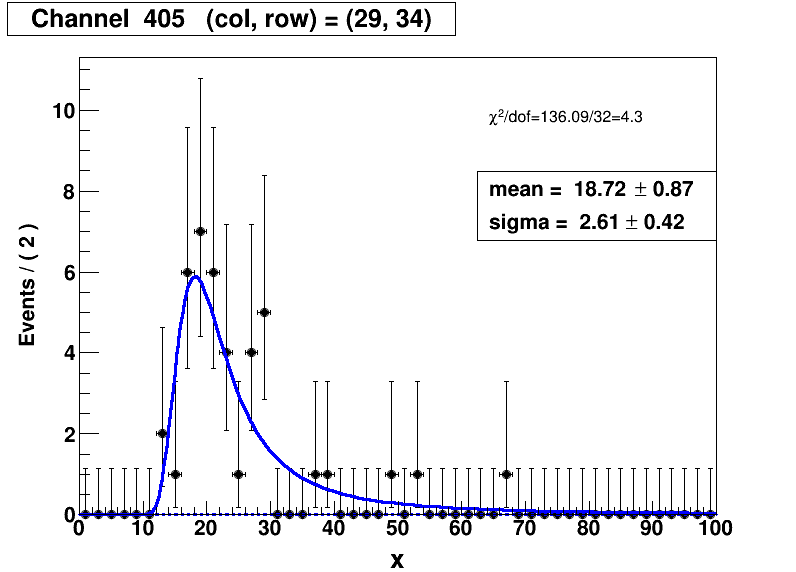 Channel 405 (col, row) = (29, 34)
χ²/dof=136.09/32=4.3
mean = 18.72 ± 0.87
sigma = 2.61 ± 0.42
Events / ( 2 )
10
8
6
4
2
0
0 10 20 30 40 50 60 70 80 90 100
x